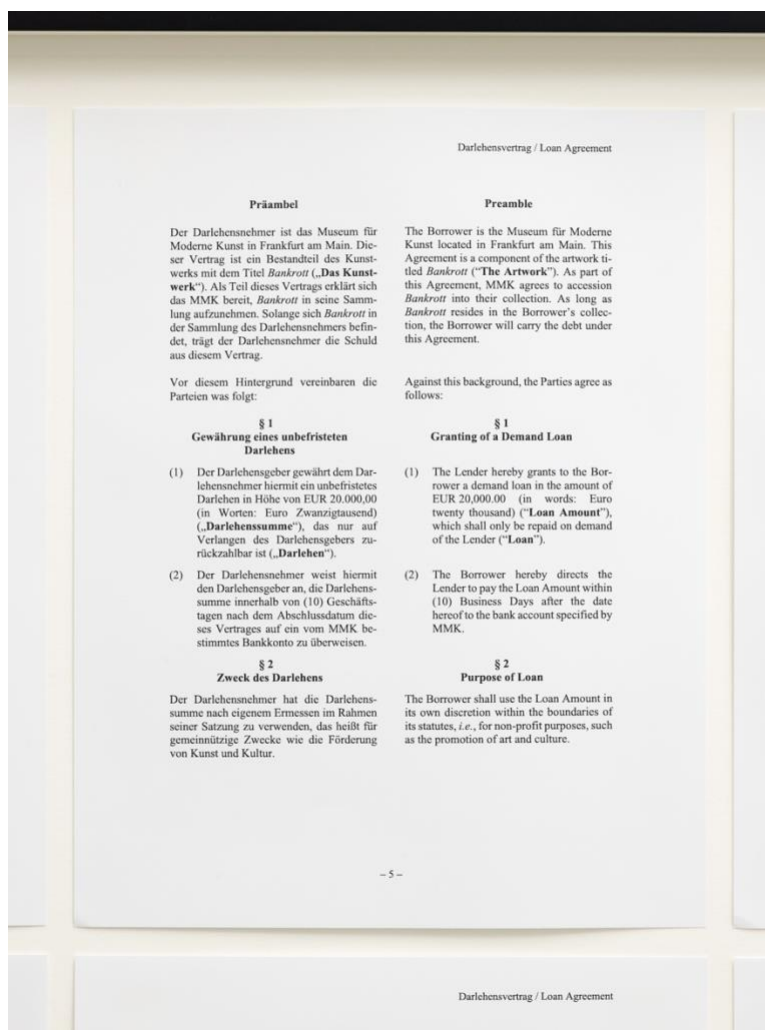 Darlehensvertrag / Loan Agreement
Präambel
Der Darlehensnehmer ist das Museum für
Moderne Kunst in Frankfurt am Main. Die-
ser Vertrag ist ein Bestandteil des Kunst-
werks mit dem Titel Bankrott („Das Kunst-
werk“). Als Teil dieses Vertrags erklärt sich
das MMK bereit, Bankrott in seine Samm-
lung aufzunehmen. Solange sich Bankrott in
der Sammlung des Darlehensnehmers befin-
det, trägt der Darlehensnehmer die Schuld
aus diesem Vertrag.
Vor diesem Hintergrund vereinbaren die
Parteien was folgt:
§ 1
Gewährung eines unbefristeten
Darlehens
(1) Der Darlehensgeber gewährt dem Dar-
lehensnehmer hiermit ein unbefristetes
Darlehen in Höhe von EUR 20.000,00
(in Worten: Euro Zwanzigtausend)
(„Darlehenssumme“), das nur auf
Verlangen des Darlehensgebers zu-
rückzahlbar ist („Darlehen“).
(2) Der Darlehensnehmer weist hiermit
den Darlehensgeber an, die Darlehens-
summe innerhalb von (10) Geschäfts-
tagen nach dem Abschlussdatum die-
ses Vertrages auf ein vom MMK be-
stimmtes Bankkonto zu überweisen.
§ 2
Zweck des Darlehens
Der Darlehensnehmer hat die Darlehens-
summe nach eigenem Ermessen im Rahmen
seiner Satzung zu verwenden, das heißt für
gemeinnützige Zwecke wie die Förderung
von Kunst und Kultur.
Preamble
The Borrower is the Museum für Moderne
Kunst located in Frankfurt am Main. This
Agreement is a component of the artwork ti-
tled Bankrott (“The Artwork”). As part of
this Agreement, MMK agrees to accession
Bankrott into their collection. As long as
Bankrott resides in the Borrower's collec-
tion, the Borrower will carry the debt under
this Agreement.
Against this background, the Parties agree as
follows:
§ 1
Granting of a Demand Loan
(1) The Lender hereby grants to the Bor-
rower a demand loan in the amount of
EUR 20,000.00 (in words: Euro
twenty thousand) (“Loan Amount”),
which shall only be repaid on demand
of the Lender (“Loan”).
(2) The Borrower hereby directs the
Lender to pay the Loan Amount within
(10) Business Days after the date
hereof to the bank account specified by
MMK.
§ 2
Purpose of Loan
The Borrower shall use the Loan Amount in
its own discretion within the boundaries of
its statutes, i.e., for non-profit purposes, such
as the promotion of art and culture.
– 5 –
Darlehensvertrag / Loan Agreement